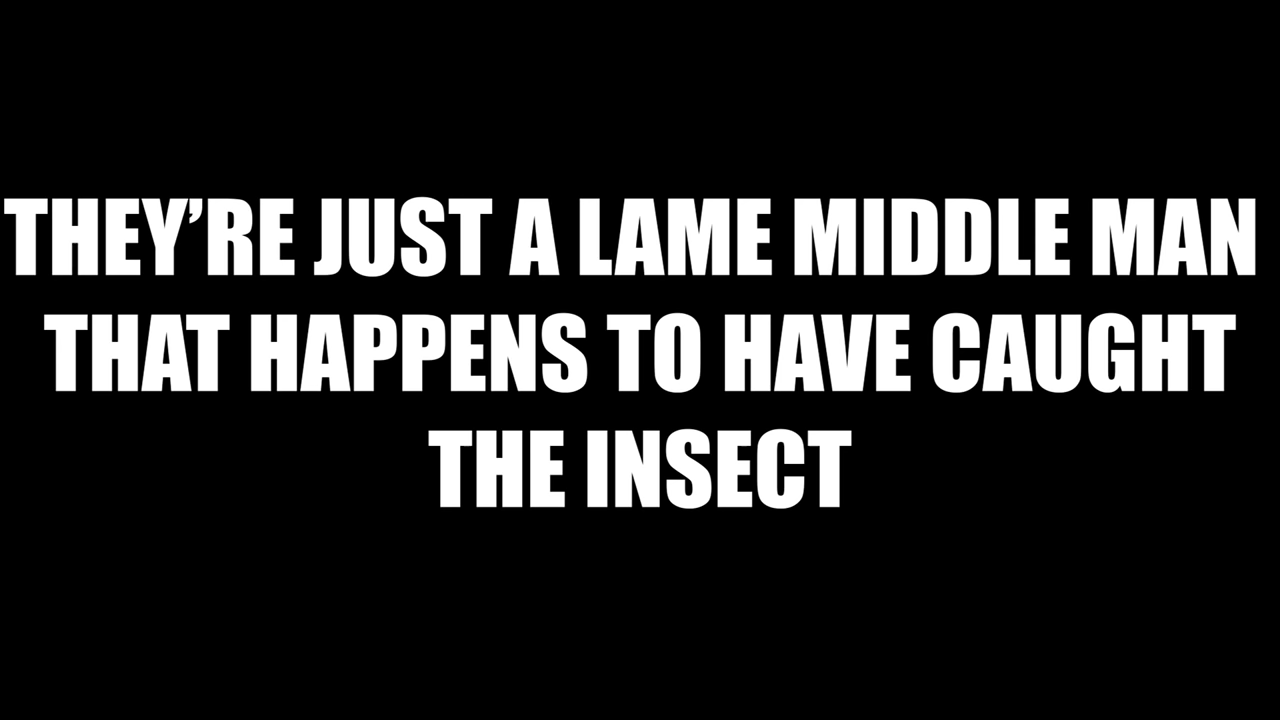 THEY’RE JUST A LAME MIDDLE MAN
THAT HAPPENS TO HAVE CAUGHT
THE INSECT